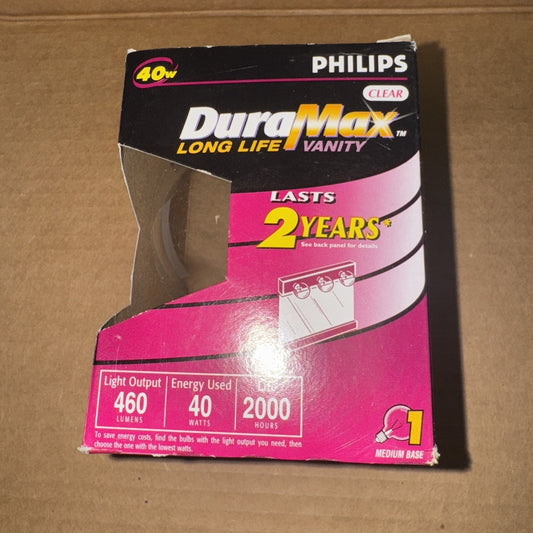 40w
PHILIPS
CLEAR
DuraMax™
LONG LIFE VANITY
LASTS
2 YEARS*
See back panel for details
Light Output
460
LUMENS
Energy Used
40
WATTS
2000
HOURS
To save energy costs, find the bulbs with the light output you need, then
choose the one with the lowest watts.
1
MEDIUM BASE